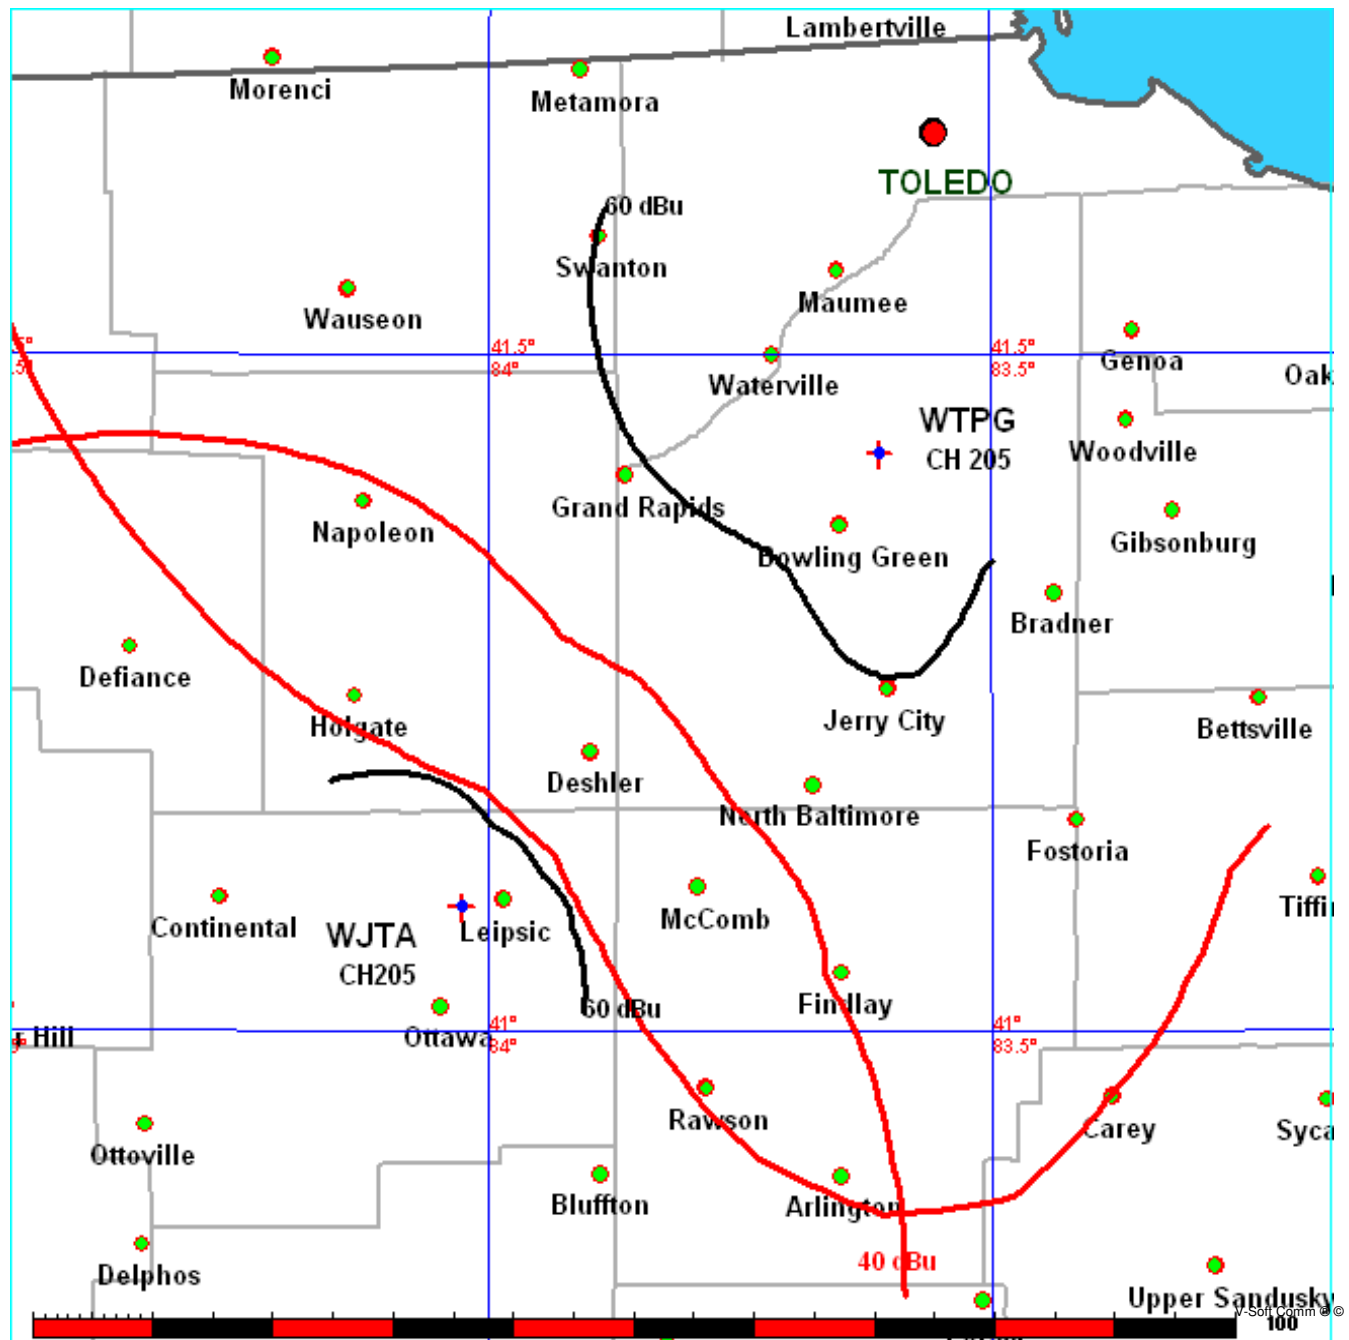 Lambertville
Morenci
Metamora
TOLEDO
60 dBu
Swanton
Maumee
Wauseon
41.5°
84°
41.5°
83.5°
Genoa
Waterville
Oak
WTPG
CH 205
Woodville
Grand Rapids
Napoleon
Bowling Green
Gibsonburg
Bradner
Defiance
Holgate
Jerry City
Bettsville
Deshler
North Baltimore
Fostoria
Continental
WJTA
CH205
Leipsic
McComb
Tiffin
60 dBu
Findlay
r Hill
Ottawa
41°
84°
41°
83.5°
Rawson
Carey
Syca
Ottoville
Bluffton
Arlington
40 dBu
Delphos
Upper Sandusky
V-Soft Comm ® ©
100